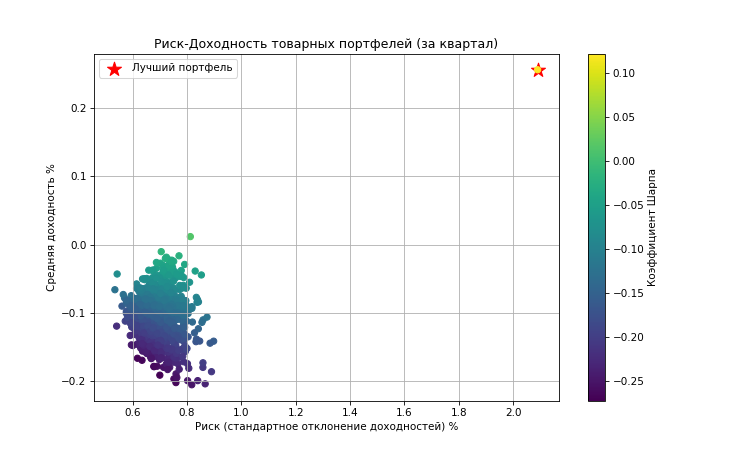 Риск-Доходность товарных портфелей (за квартал)
Лучший портфель
Средняя доходность %
0.2
0.1
0.0
−0.1
−0.2
0.6 0.8 1.0 1.2 1.4 1.6 1.8 2.0
Риск (стандартное отклонение доходностей) %
0.10
0.05
0.00
−0.05
−0.10
−0.15
−0.20
−0.25
Коэффициент Шарпа